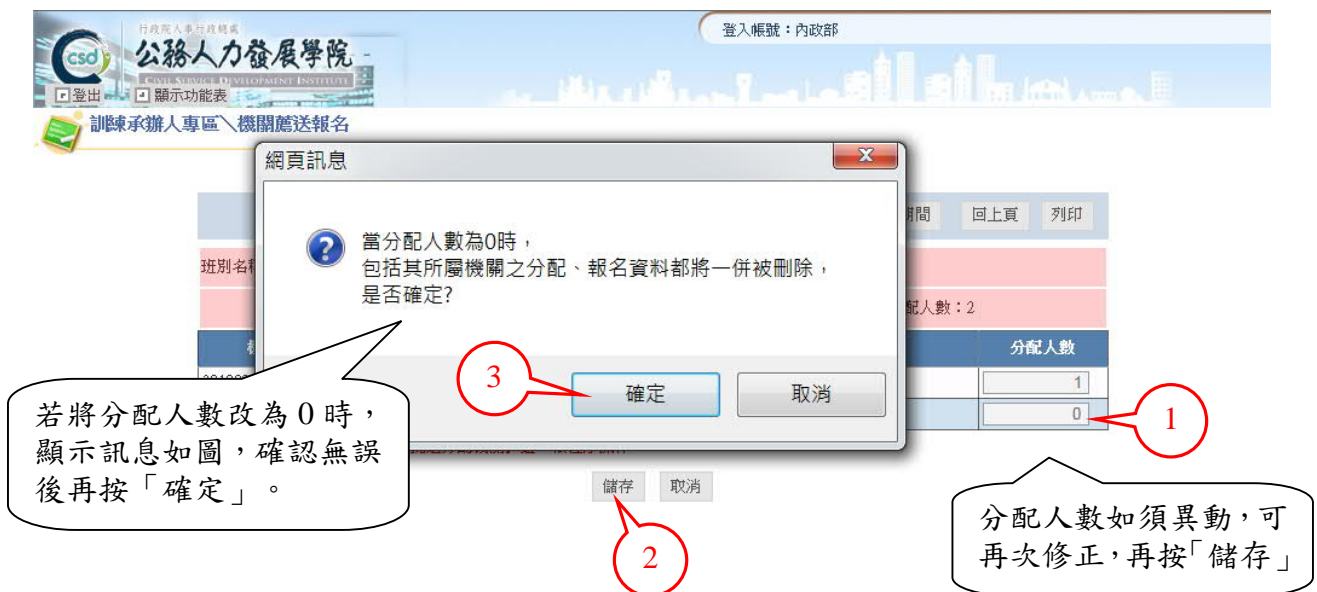 行政院人事行政總處
公務人力發展學院
CIVIL SERVICE DEVELOPMENT INSTITUTE
csd
登出 顯示功能表
登入帳號：內政部
訓練承辦人專區＼機關薦送報名
網頁訊息
期間 回上頁 列印
當分配人數為0時，
包括其所屬機關之分配、報名資料都將一併被刪除，
是否確定?
班別名稱
配人數：2
分配人數
1
0
3
確定 取消
1
若將分配人數改為0時，
顯示訊息如圖，確認無誤
後再按「確定」。
儲存 取消
2
分配人數如須異動，可
再次修正，再按「儲存」